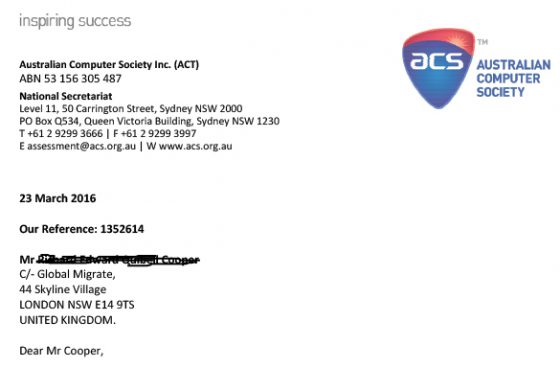 inspiring success
acs
TM
AUSTRALIAN
COMPUTER
SOCIETY
Australian Computer Society Inc. (ACT)
ABN 53 156 305 487
National Secretariat
Level 11, 50 Carrington Street, Sydney NSW 2000
PO Box Q534, Queen Victoria Building, Sydney NSW 1230
T +61 2 9299 3666 | F +61 2 9299 3997
E assessment@acs.org.au | W www.acs.org.au
23 March 2016
Our Reference: 1352614
Mr
C/- Global Migrate,
44 Skyline Village
LONDON NSW E14 9TS
UNITED KINGDOM.
Dear Mr Cooper,